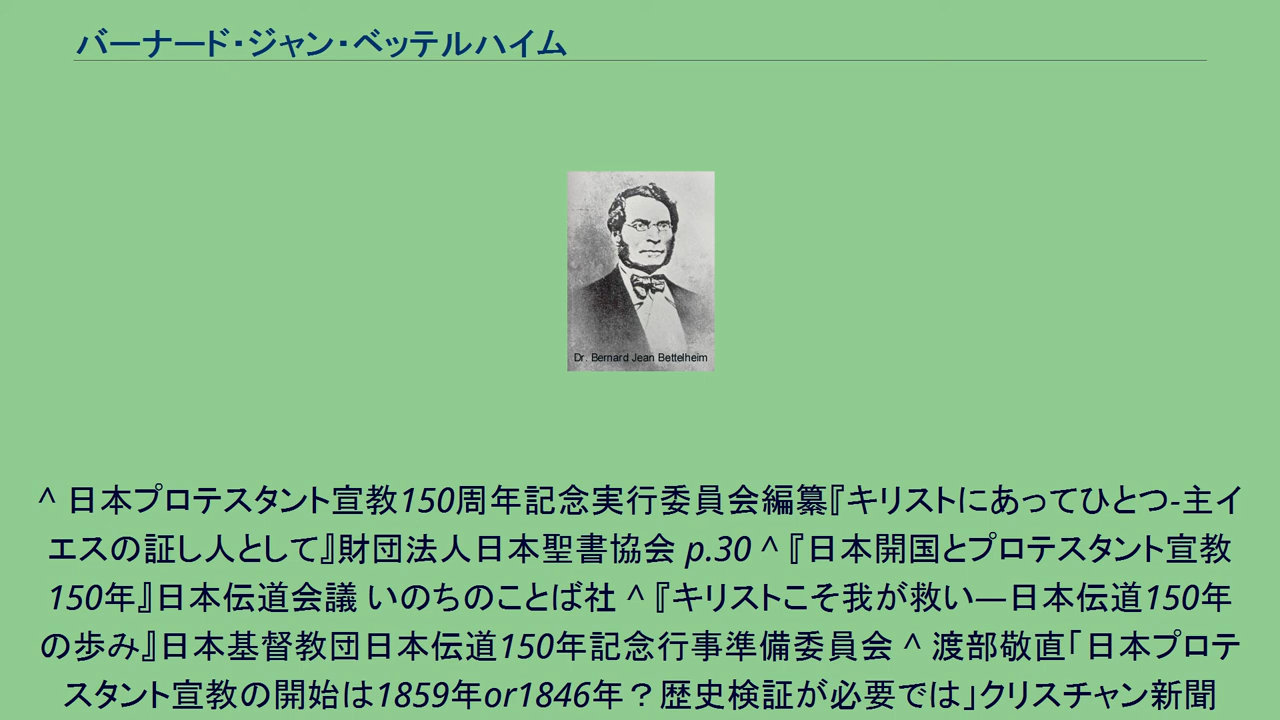 バーナード・ジャン・ベッテルハイム
Dr. Bernard Jean Bettelheim
^ 日本プロテスタント宣教150周年記念実行委員会編纂『キリストにあってひとつ-主イ
エスの証し人として』財団法人日本聖書協会 p.30 ^『日本開国とプロテスタント宣教
150年』日本伝道会議 いのちのことば社 ^『キリストこそ我が救い―日本伝道150年
の歩み』日本基督教団日本伝道150年記念行事準備委員会 ^ 渡部敬直「日本プロテ
スタント宣教の開始は1859年or1846年？歴史検証が必要では」クリスチャン新聞